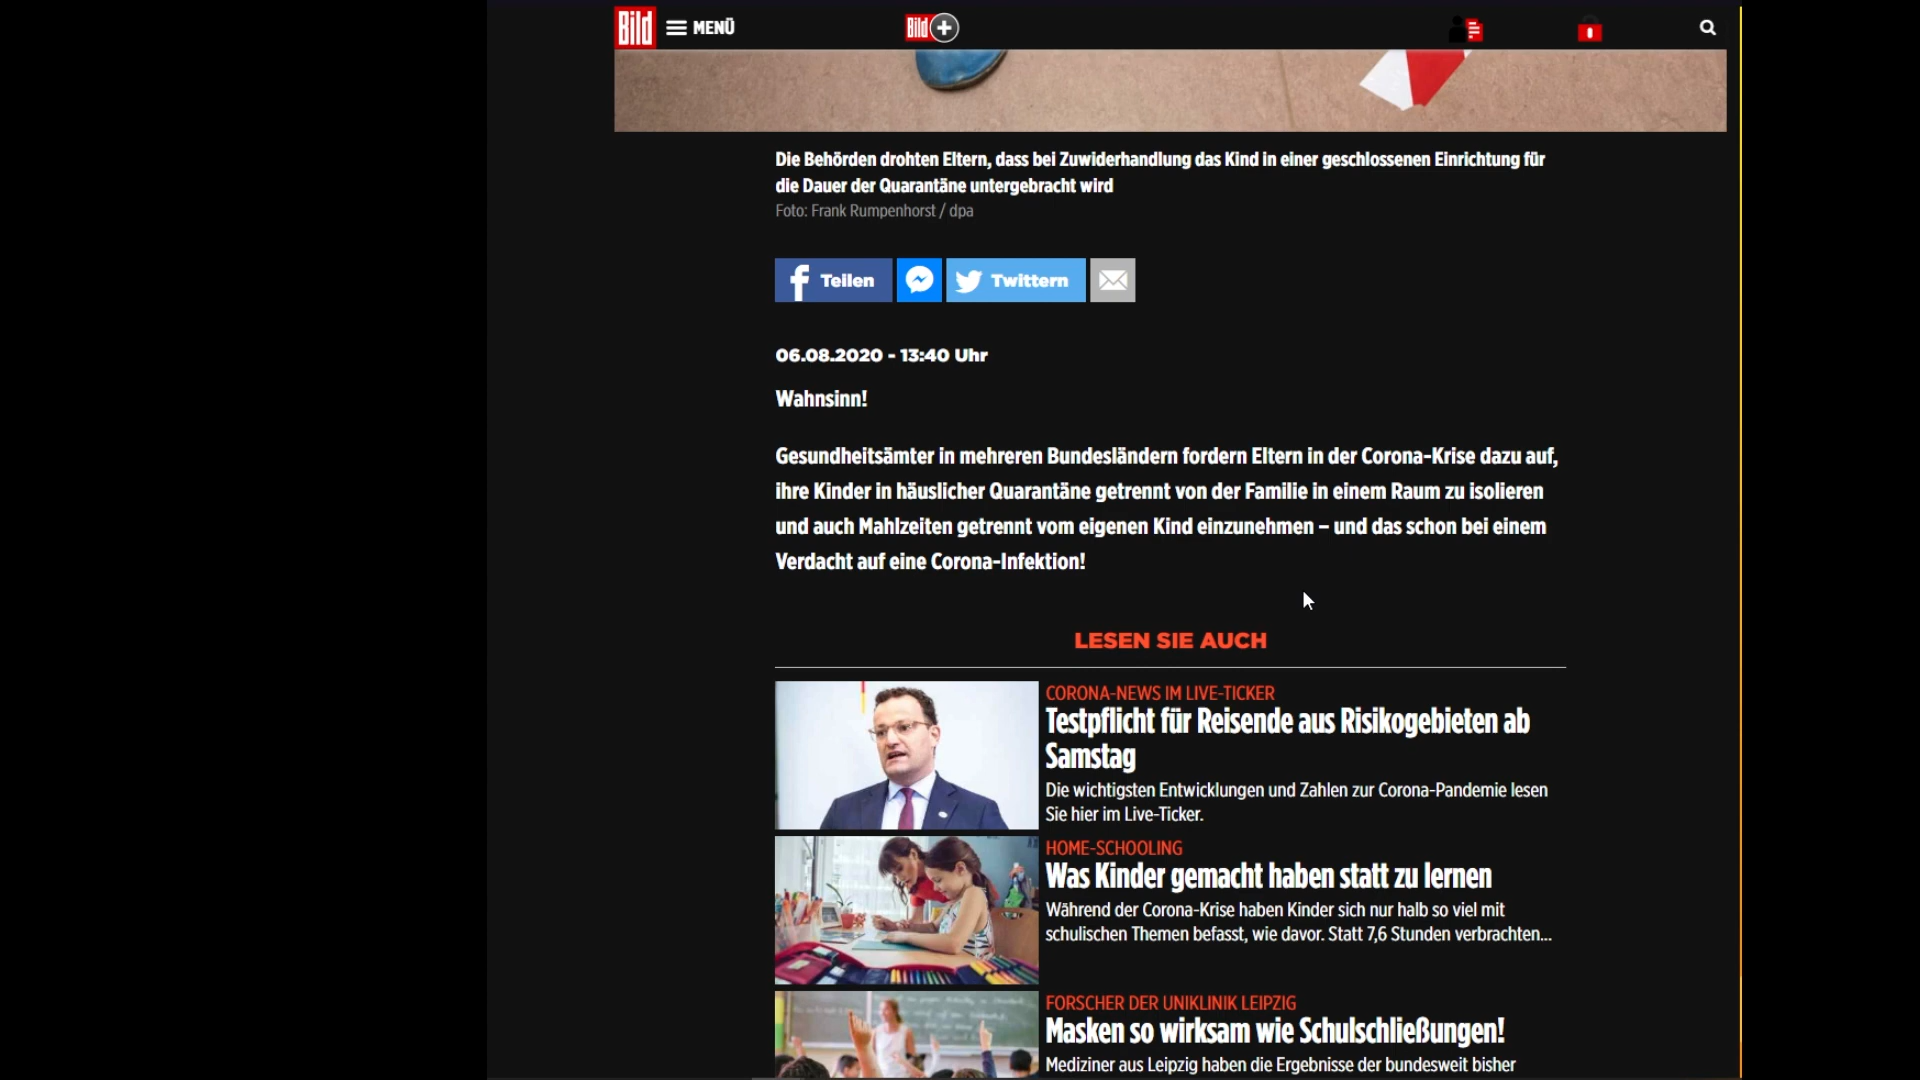 Bild MENÜ Bild +
Die Behörden drohten Eltern, dass bei Zuwiderhandlung das Kind in einer geschlossenen Einrichtung für
die Dauer der Quarantäne untergebracht wird
Foto: Frank Rumpenhorst / dpa
f Teilen Twittern
06.08.2020 - 13:40 Uhr
Wahnsinn!
Gesundheitsämter in mehreren Bundesländern fordern Eltern in der Corona-Krise dazu auf,
ihre Kinder in häuslicher Quarantäne getrennt von der Familie in einem Raum zu isolieren
und auch Mahlzeiten getrennt vom eigenen Kind einzunehmen – und das schon bei einem
Verdacht auf eine Corona-Infektion!
LESEN SIE AUCH
CORONA-NEWS IM LIVE-TICKER
Testpflicht für Reisende aus Risikogebieten ab
Samstag
Die wichtigsten Entwicklungen und Zahlen zur Corona-Pandemie lesen
Sie hier im Live-Ticker.
HOME-SCHOOLING
Was Kinder gemacht haben statt zu lernen
Während der Corona-Krise haben Kinder sich nur halb so viel mit
schulischen Themen befasst, wie davor. Statt 7,6 Stunden verbrachten...
FORSCHER DER UNIKLINIK LEIPZIG
Masken so wirksam wie Schulschließungen!
Mediziner aus Leipzig haben die Ergebnisse der bundesweit bisher